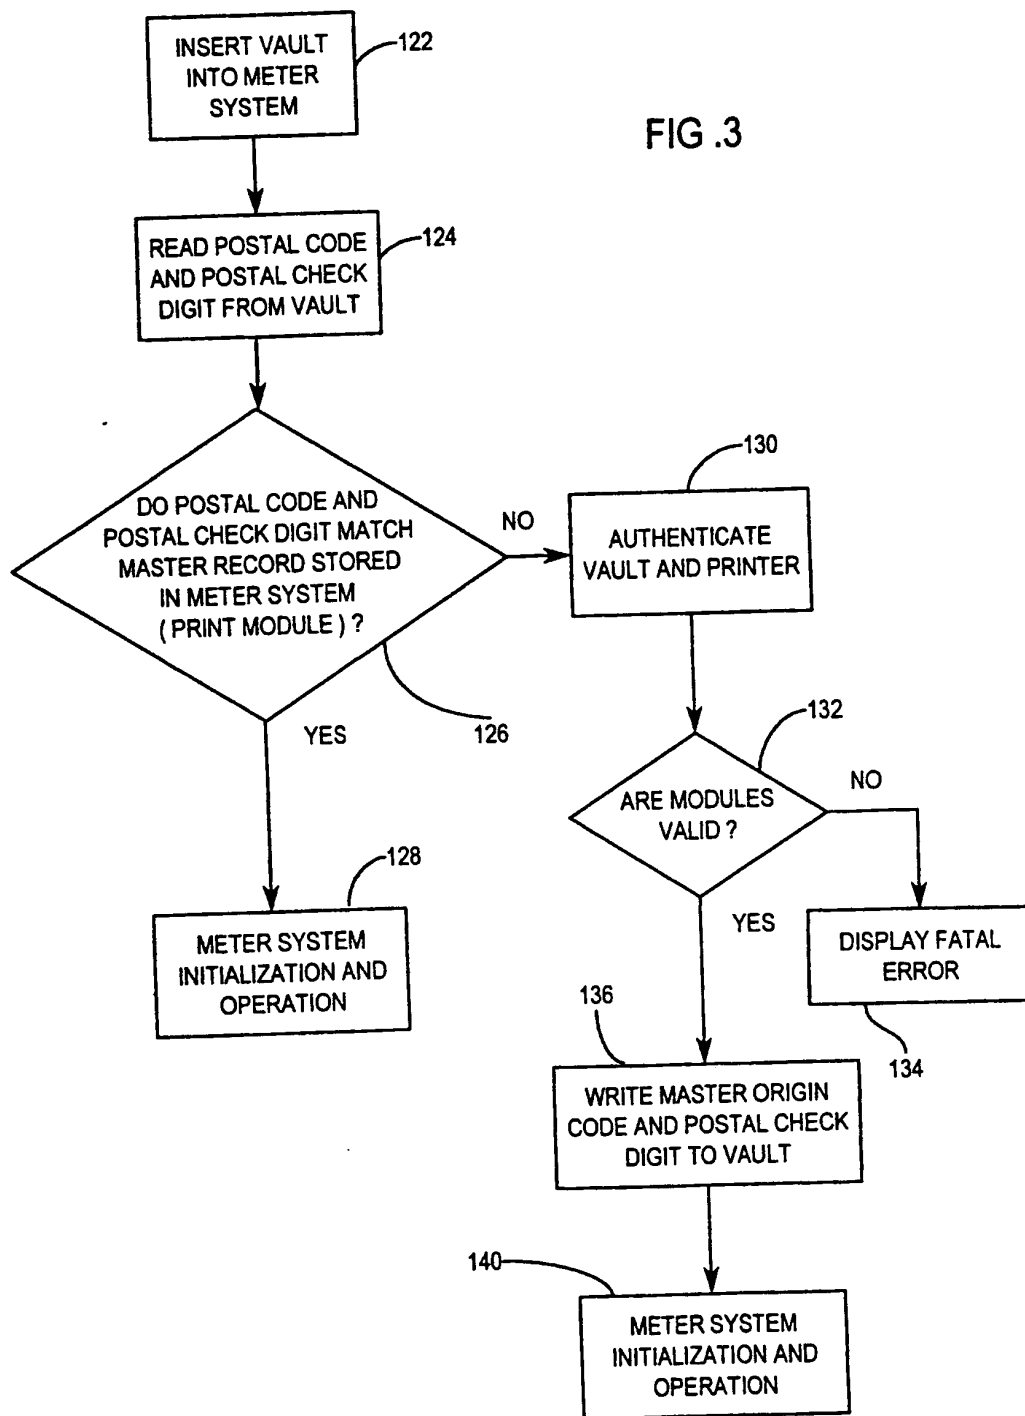 INSERT VAULT
INTO METER
SYSTEM
122
FIG .3
READ POSTAL CODE
AND POSTAL CHECK
DIGIT FROM VAULT
124
DO POSTAL CODE AND
POSTAL CHECK DIGIT MATCH
MASTER RECORD STORED
IN METER SYSTEM
( PRINT MODULE ) ?
126
NO
YES
130
AUTHENTICATE
VAULT AND PRINTER
132
ARE MODULES
VALID ?
NO
YES
128
METER SYSTEM
INITIALIZATION AND
OPERATION
DISPLAY FATAL
ERROR
134
136
WRITE MASTER ORIGIN
CODE AND POSTAL CHECK
DIGIT TO VAULT
140
METER SYSTEM
INITIALIZATION AND
OPERATION